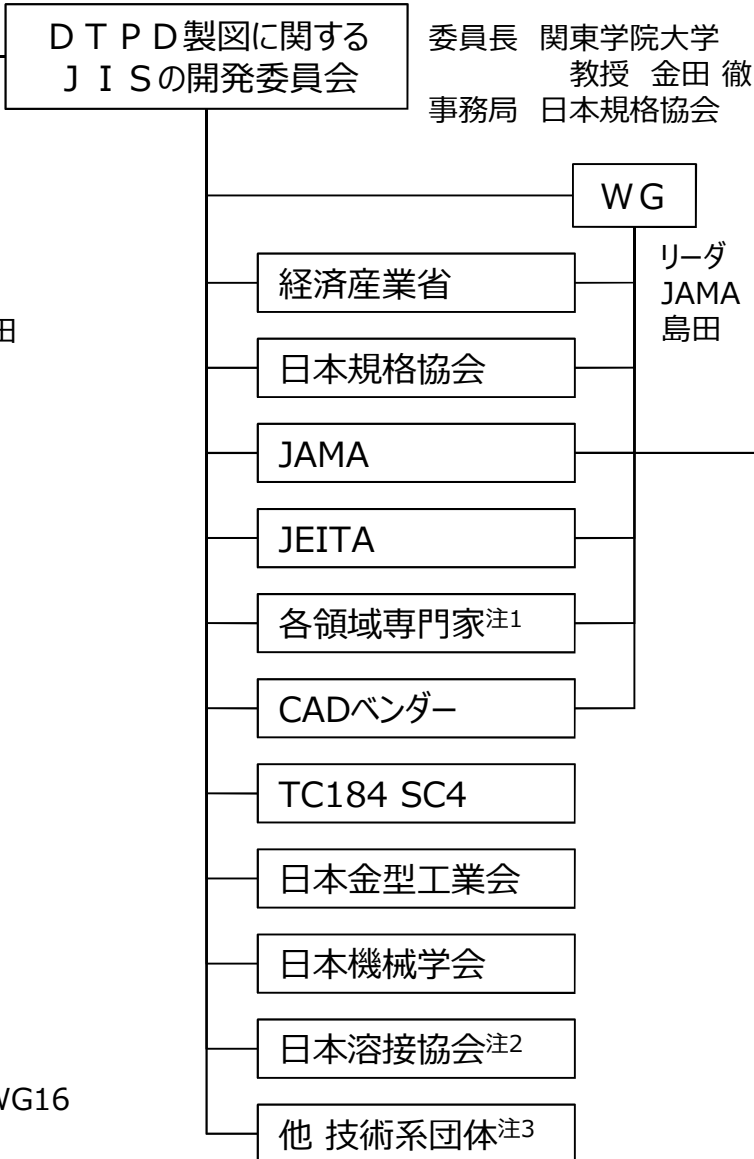 ＤＴＰＤ製図に関する
ＪＩＳの開発委員会
委員長 関東学院大学
教授 金田 徹
事務局 日本規格協会
ＷＧ
リーダ
JAMA
島田
経済産業省
田
日本規格協会
JAMA
JEITA
各領域専門家注1
CADベンダー
TC184 SC4
日本金型工業会
日本機械学会
日本溶接協会注2
WG16
他 技術系団体注3